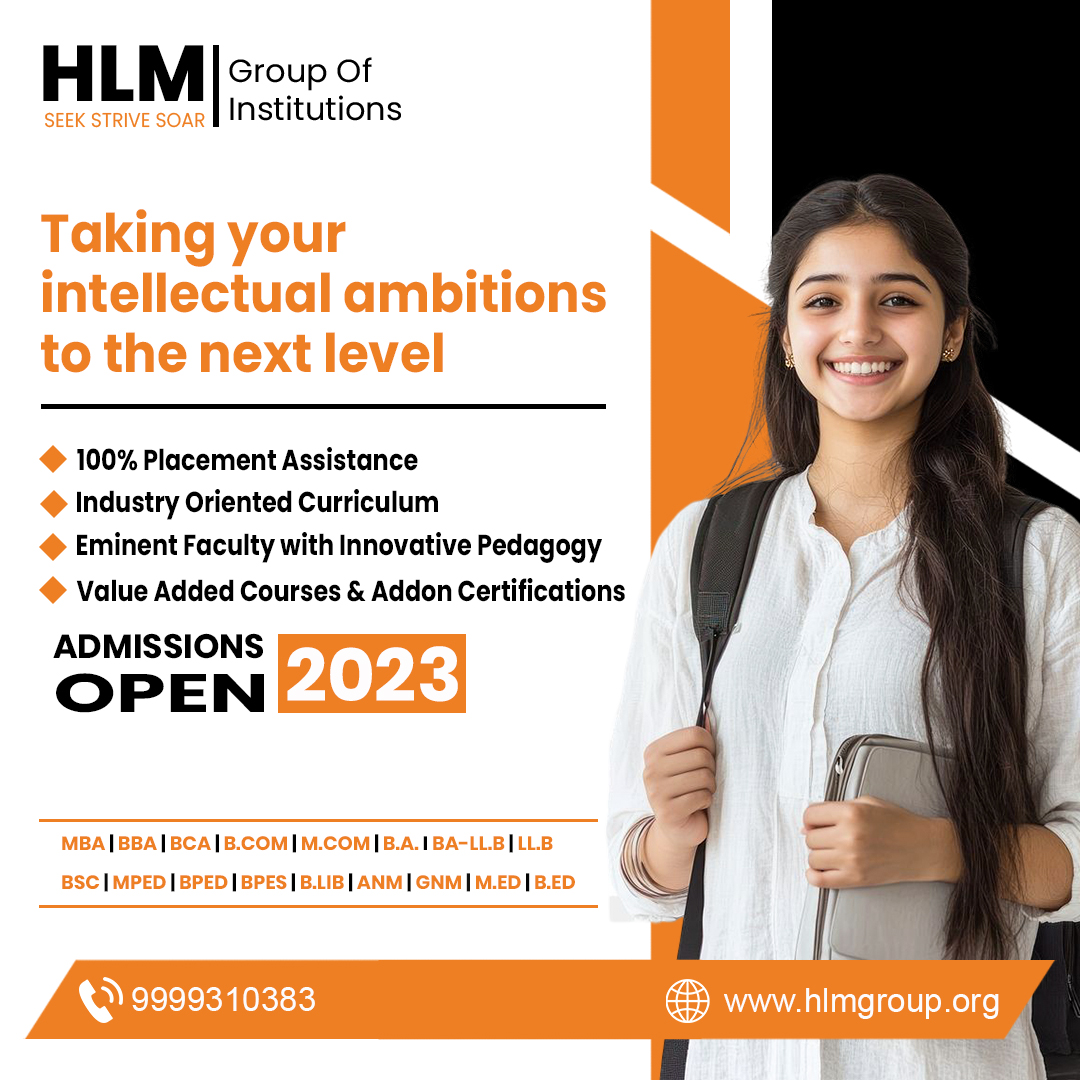 HLM
SEEK STRIVE SOAR
Group Of
Institutions
Taking your
intellectual ambitions
to the next level
100% Placement Assistance
Industry Oriented Curriculum
Eminent Faculty with Innovative Pedagogy
Value Added Courses & Addon Certifications
ADMISSIONS
OPEN
2023
MBA | BBA | BCA | B.COM | M.COM | B.A. I BA-LL.B | LL.B
BSC | MPED | BPED | BPES | B.LIB | ANM | GNM | M.ED | B.ED
9999310383
www.hlmgroup.org